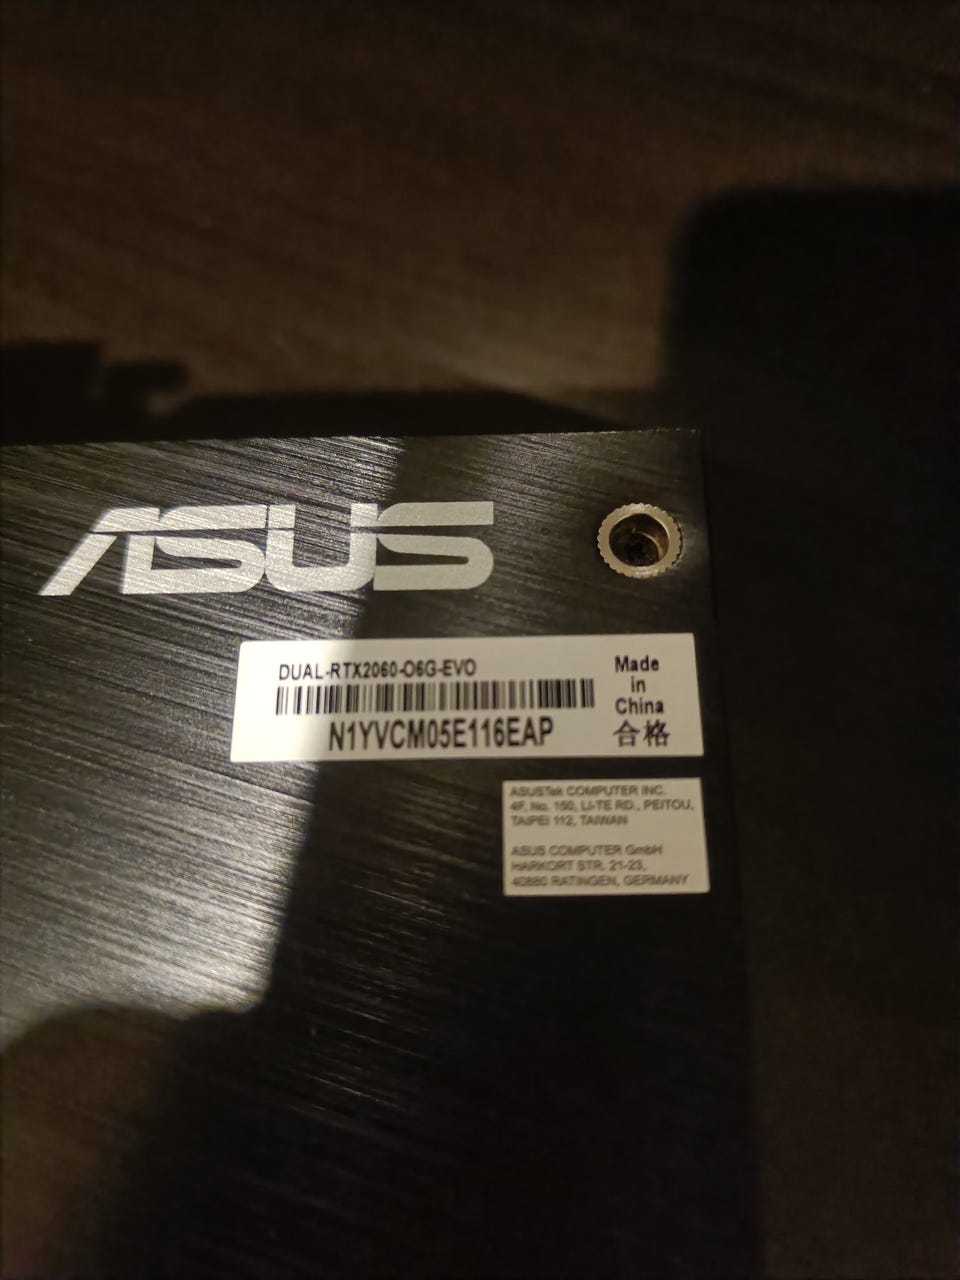 ASUS
DUAL-RTX2060-O6G-EVO
N1YVCM05E116EAP
Made
in
China
合格
ASUSTek COMPUTER INC.
4F, No. 150, LI-TE RD., PEITOU,
TAIPEI 112, TAIWAN
ASUS COMPUTER GmbH
HARKORT STR. 21-23,
40880 RATINGEN, GERMANY